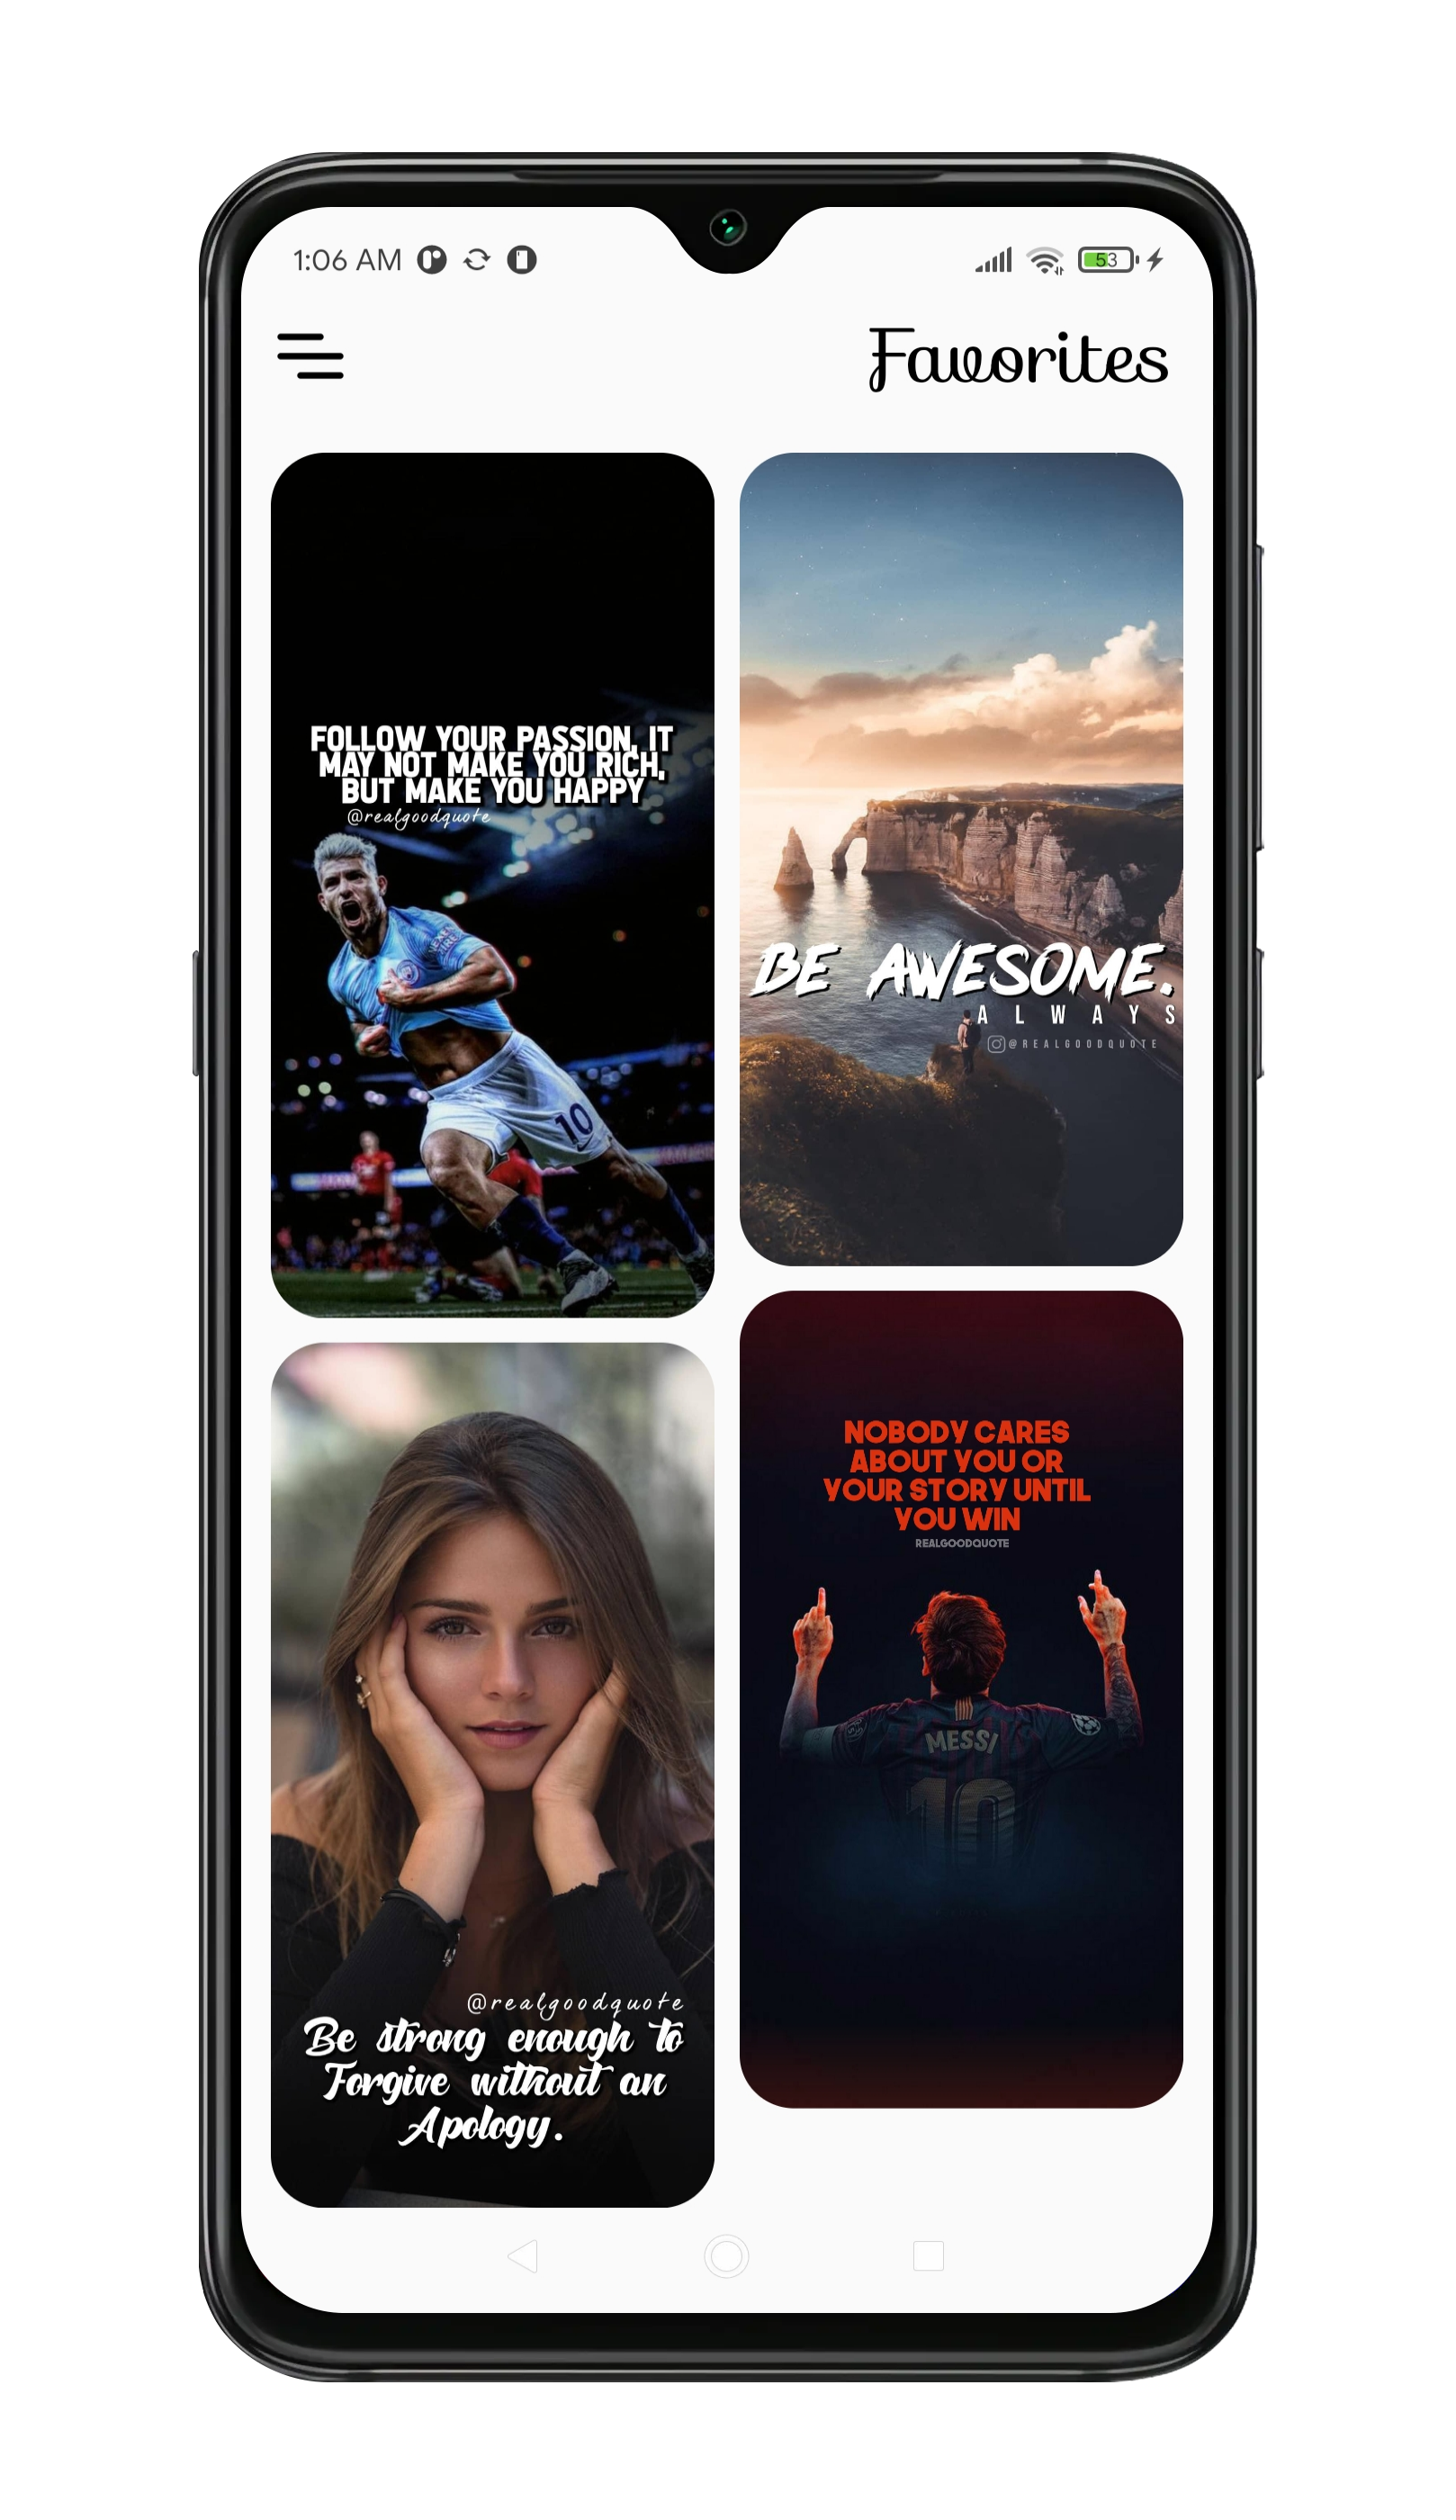 1:06 AM
53
Favorites
FOLLOW YOUR PASSION, IT
MAY NOT MAKE YOU RICH,
BUT MAKE YOU HAPPY
@realgoodquote
10
BE AWESOME.
ALWAYS
@REALGOODQUOTE
@realgoodquote
Be strong enough to
Forgive without an
Apology.
NOBODY CARES
ABOUT YOU OR
YOUR STORY UNTIL
YOU WIN
REALGOODQUOTE
MESSI
10